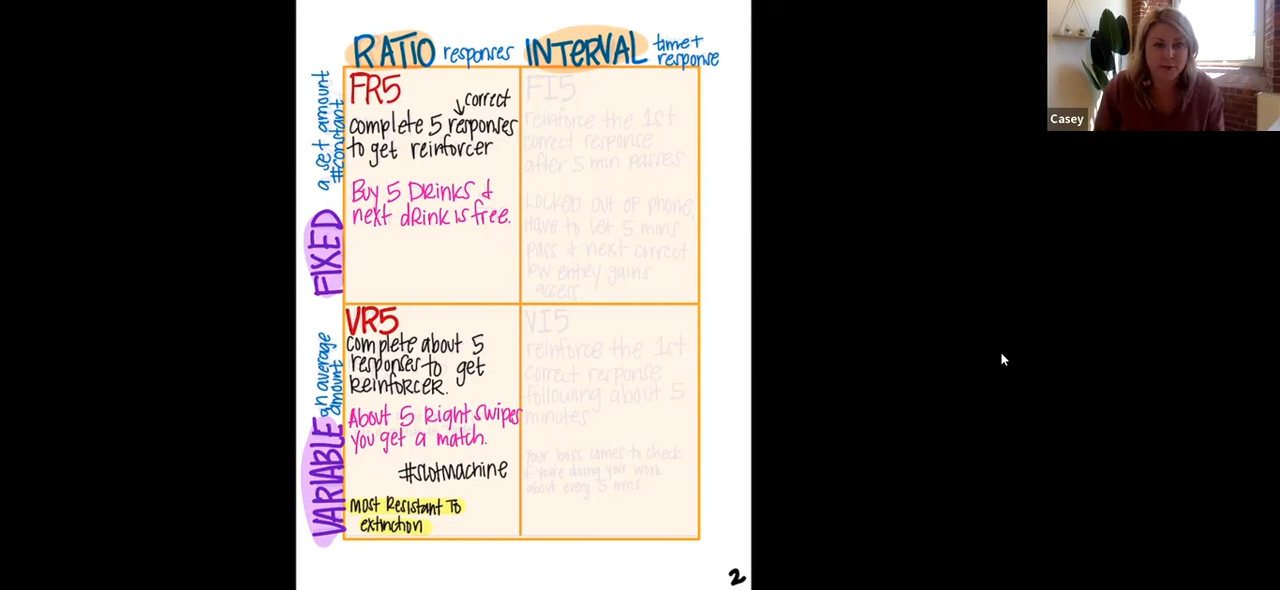 RATIO responses INTERVAL time + response
a set amount
#constant
FIXED
FR5
correct
complete 5 responses
to get reinforcer
Buy 5 Drinks &
next drink is free.
FI5
reinforce the 1st
correct response
after 5 min passes
Locked out of phone,
have to let 5 mins
pass & next correct
pw entry gains
access.
an average
amount
VARIABLE
VR5
complete about 5
responses to get
Reinforcer.
About 5 Right swipes
you get a match.
#slotmachine
most Resistant To
extinction
VI5
reinforce the 1st
correct response
following about 5
minutes
Your boss comes to check
if you're doing your work
about every 5 mins.
2
Casey